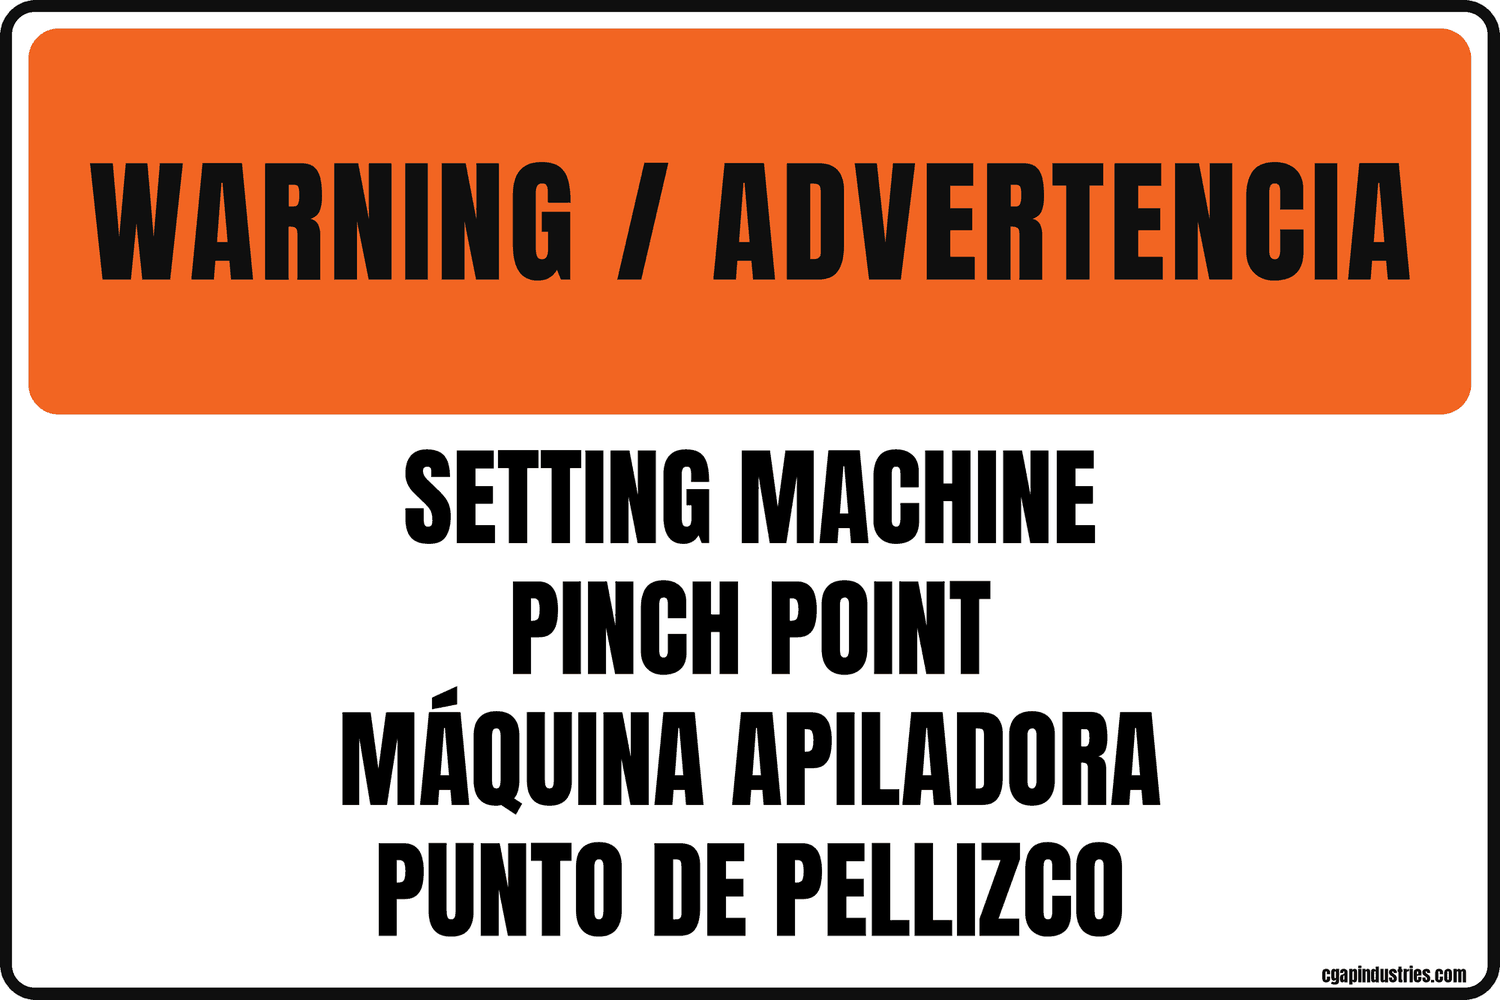 WARNING / ADVERTENCIA
SETTING MACHINE
PINCH POINT
MÁQUINA APILADORA
PUNTO DE PELLIZCO
cgapindustries.com